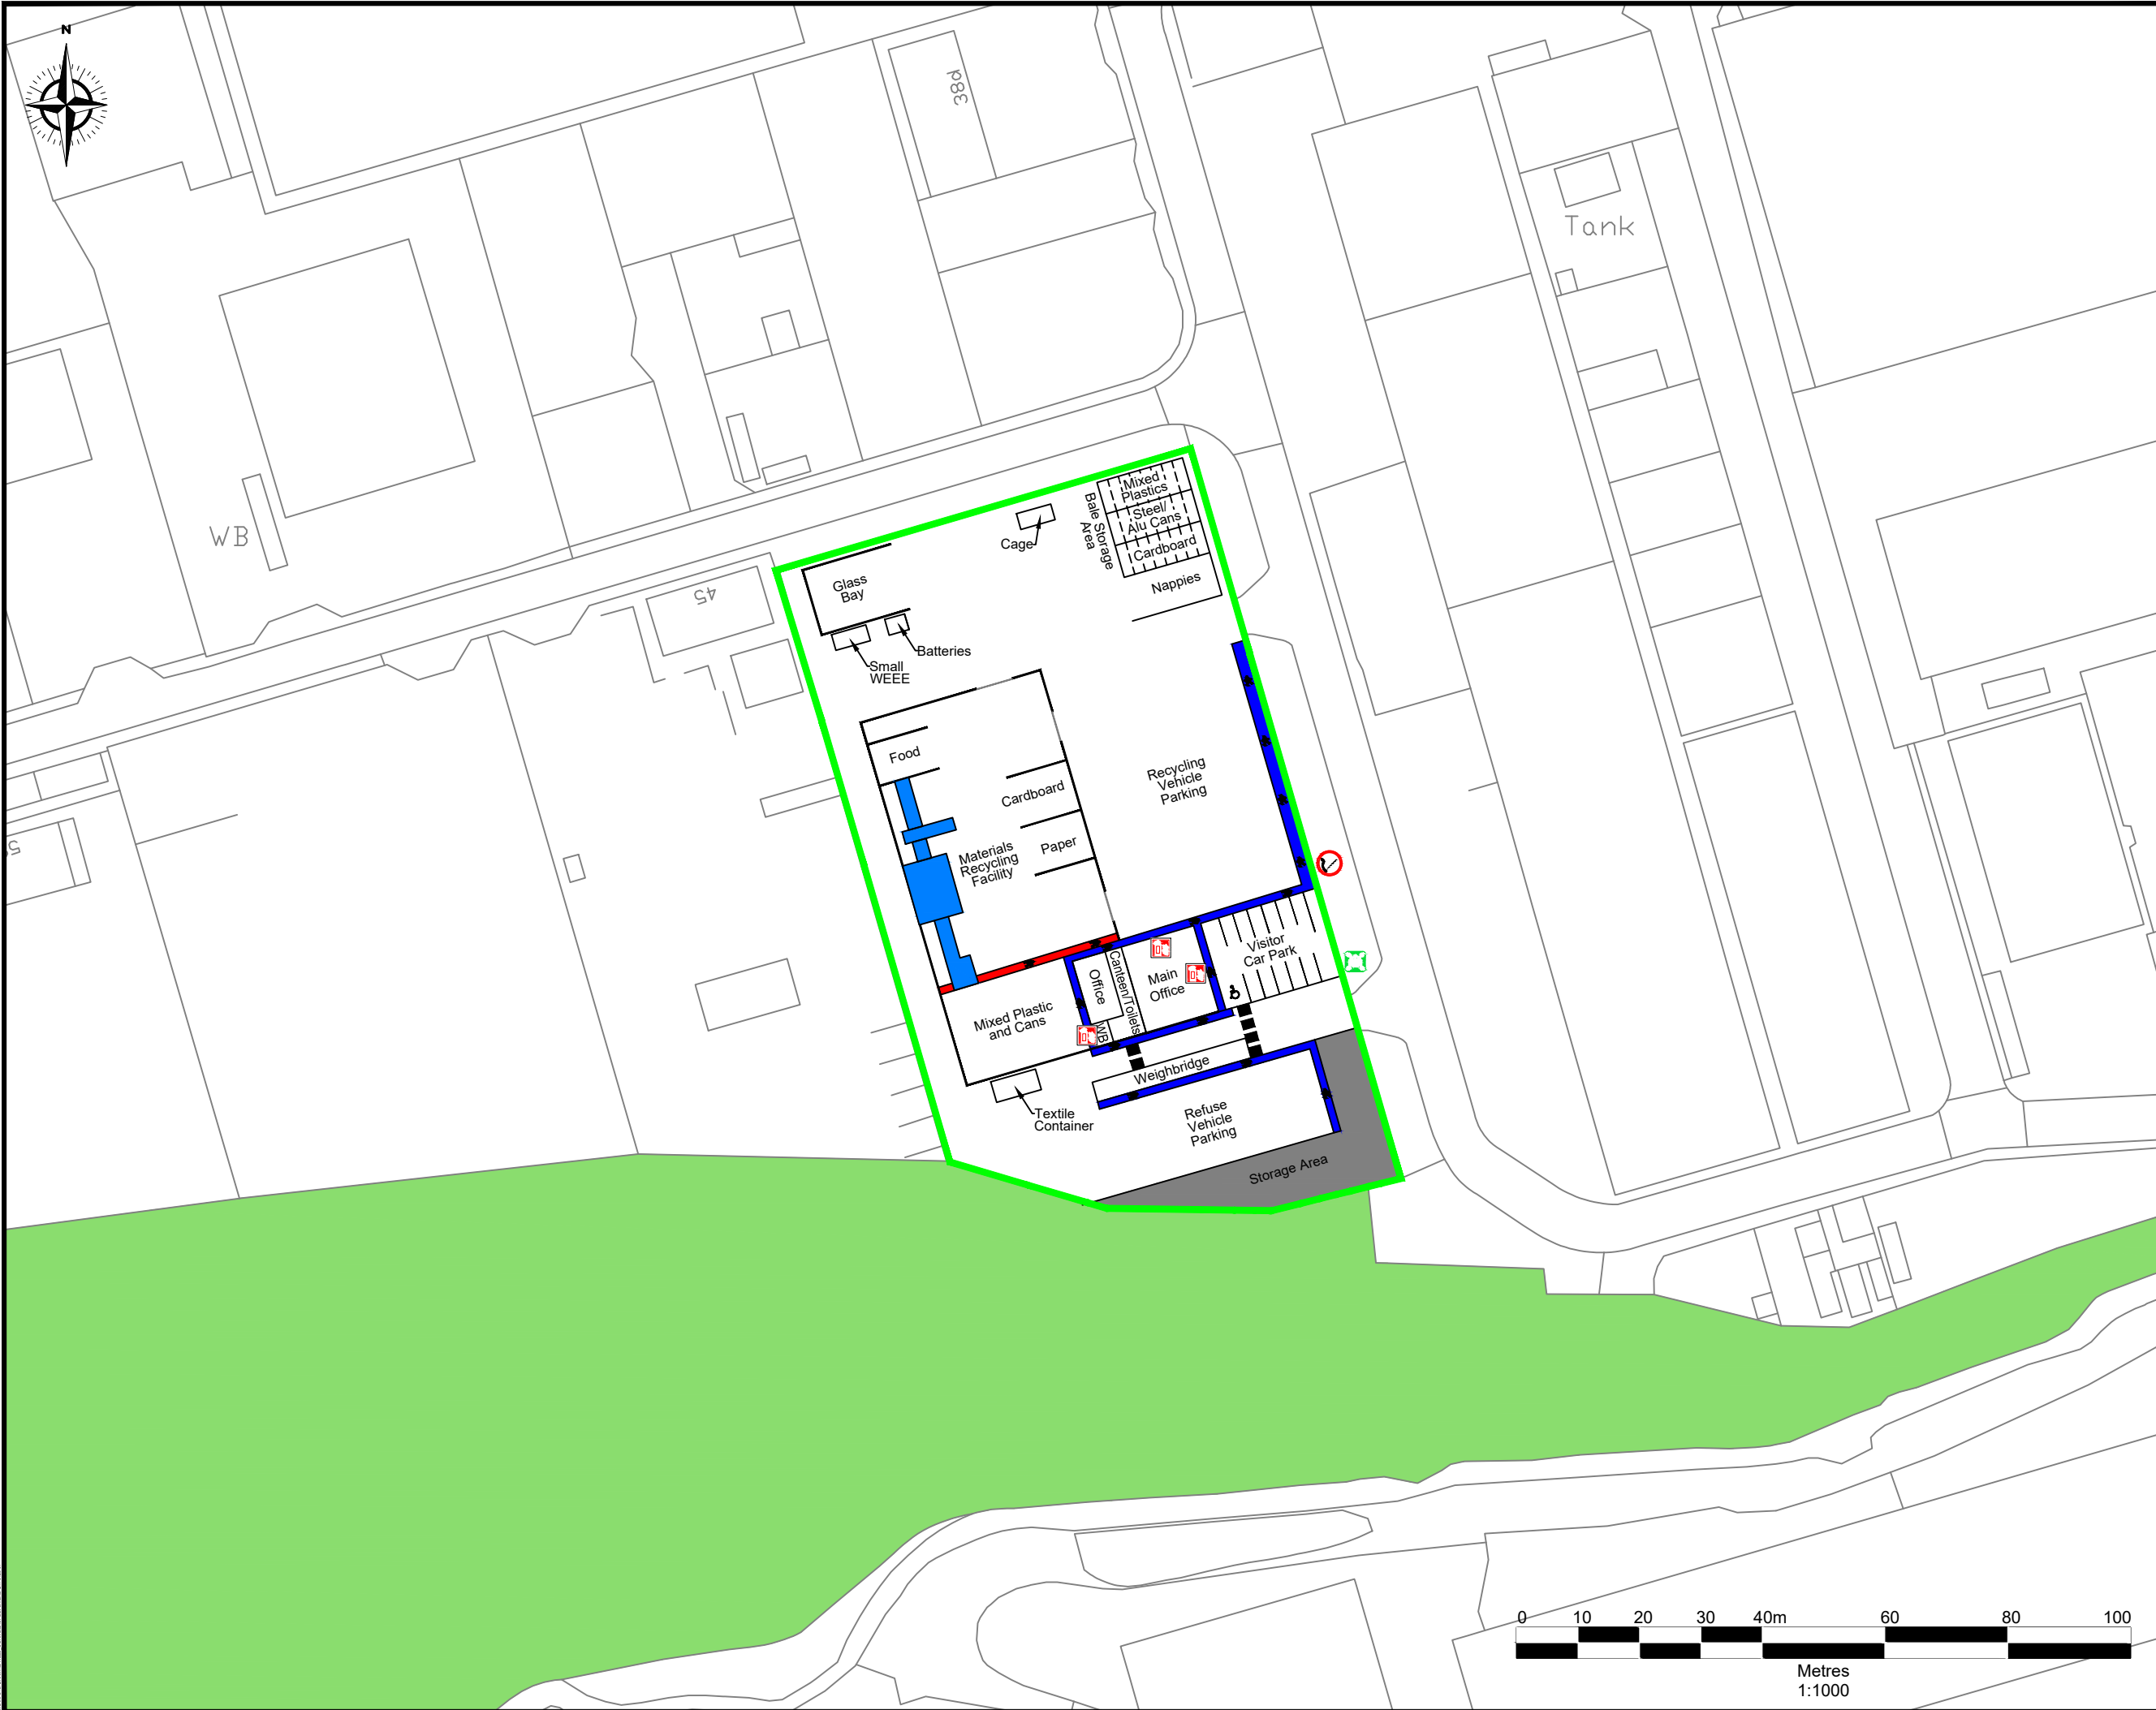 N
38d
Tank
WB
45
Mixed
Plastics
Steel/
Alu Cans
Cardboard
Nappies
Bale Storage
Area
Cage
Glass
Bay
Batteries
Small
WEEE
Food
Cardboard
Paper
Materials
Recycling
Facility
Recycling
Vehicle
Parking
Visitor
Car Park
Main
Office
Canteen/Toilets
Office
WB
Mixed Plastic
and Cans
Weighbridge
Textile
Container
Refuse
Vehicle
Parking
Storage Area
0 10 20 30 40m 60 80 100
Metres
1:1000